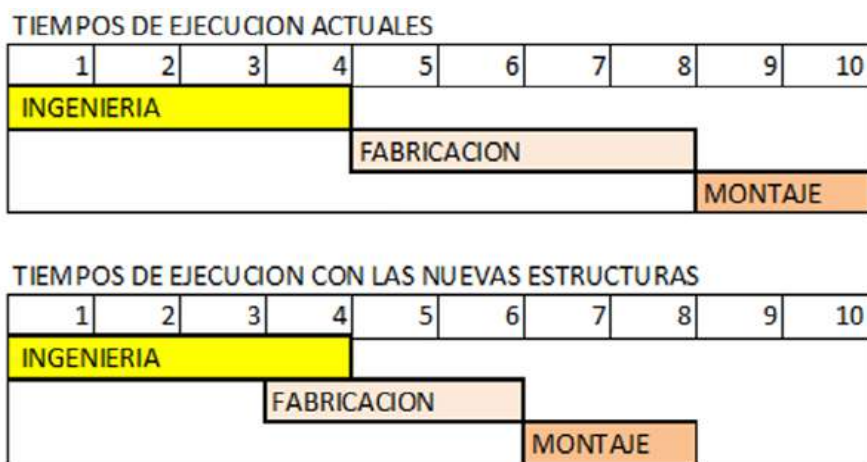 TIEMPOS DE EJECUCION ACTUALES
1 2 3 4 5 6 7 8 9 10
INGENIERIA
FABRICACION
MONTAJE
TIEMPOS DE EJECUCION CON LAS NUEVAS ESTRUCTURAS
1 2 3 4 5 6 7 8 9 10
INGENIERIA
FABRICACION
MONTAJE